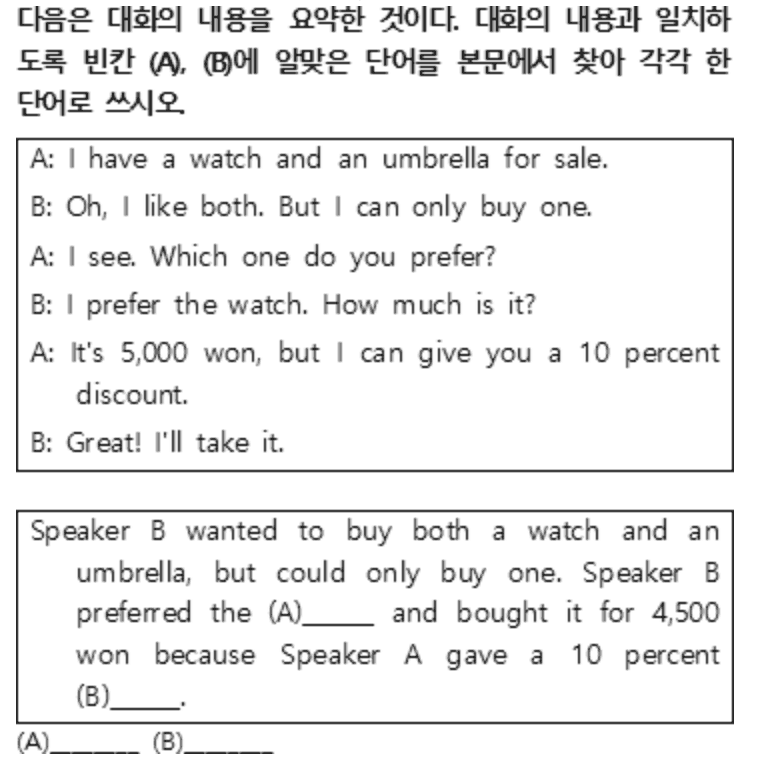 다음은 대화의 내용을 요약한 것이다. 대화의 내용과 일치하
도록 빈칸 (A), (B)에 알맞은 단어를 본문에서 찾아 각각 한
단어로 쓰시오.
A: I have a watch and an umbrella for sale.
B: Oh, I like both. But I can only buy one.
A: I see. Which one do you prefer?
B: I prefer the watch. How much is it?
A: It's 5,000 won, but I can give you a 10 percent
discount.
B: Great! I'll take it.
Speaker B wanted to buy both a watch and an
umbrella, but could only buy one. Speaker B
preferred the (A)_____ and bought it for 4,500
won because Speaker A gave a 10 percent
(B)_____.
(A)_______ (B)_______